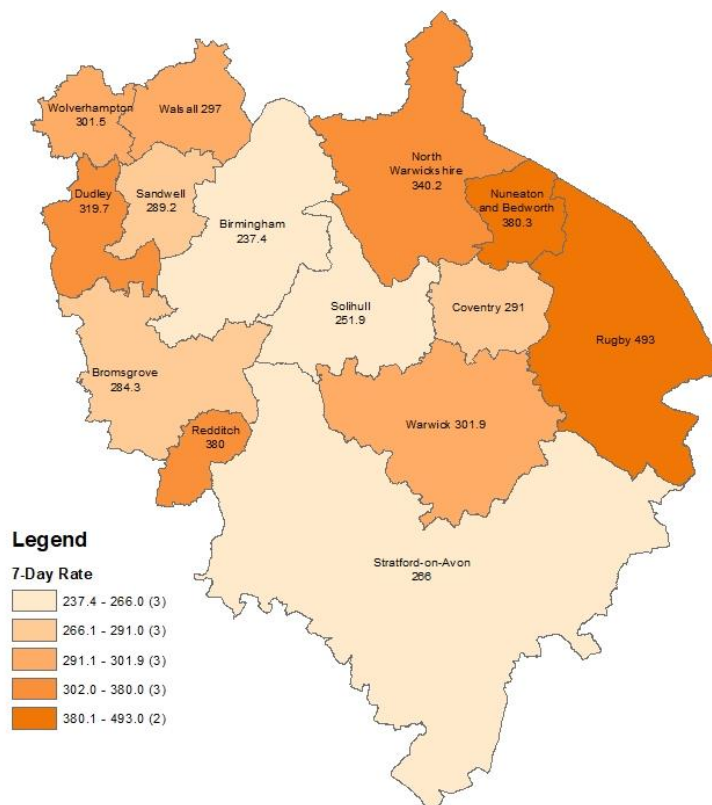 Wolverhampton
301.5
Walsall 297
North
Warwickshire
340.2
Dudley
319.7
Sandwell
289.2
Nuneaton
and Bedworth
380.3
Birmingham
237.4
Solihull
251.9
Coventry 291
Rugby 493
Bromsgrove
284.3
Redditch
380
Warwick 301.9
Stratford-on-Avon
266
Legend
7-Day Rate
237.4 - 266.0 (3)
266.1 - 291.0 (3)
291.1 - 301.9 (3)
302.0 - 380.0 (3)
380.1 - 493.0 (2)